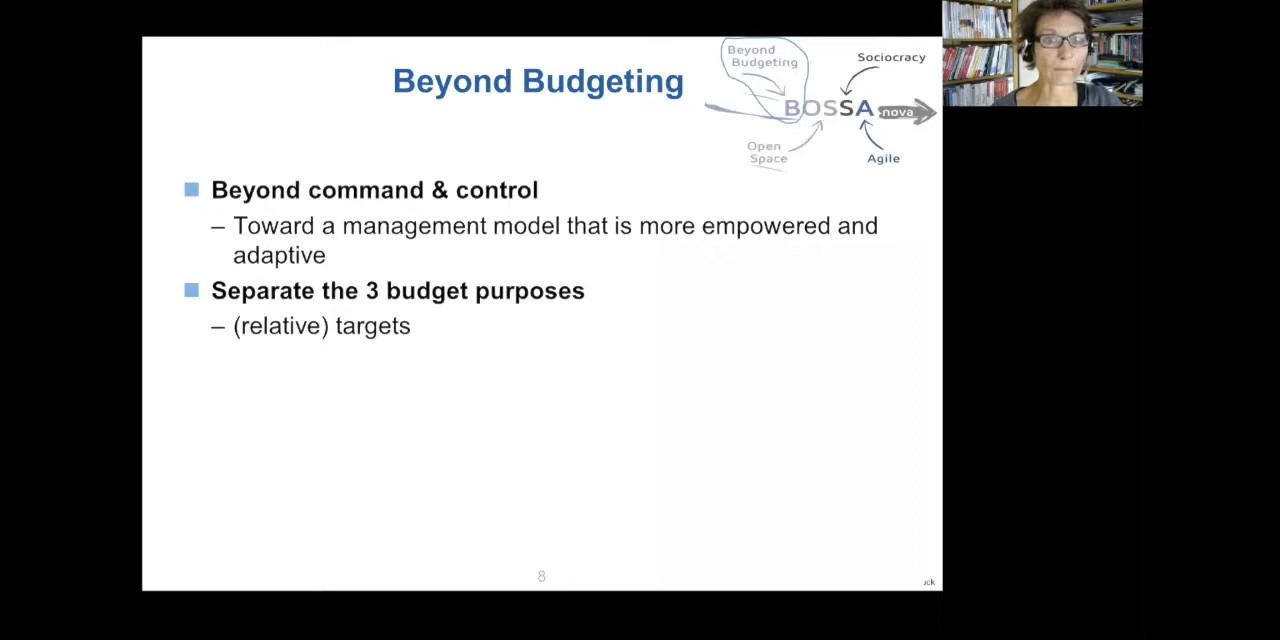 Beyond Budgeting
Beyond
Budgeting
Sociocracy
BOSSA nova
Open
Space
Agile
Beyond command & control
– Toward a management model that is more empowered and
adaptive
Separate the 3 budget purposes
– (relative) targets
8